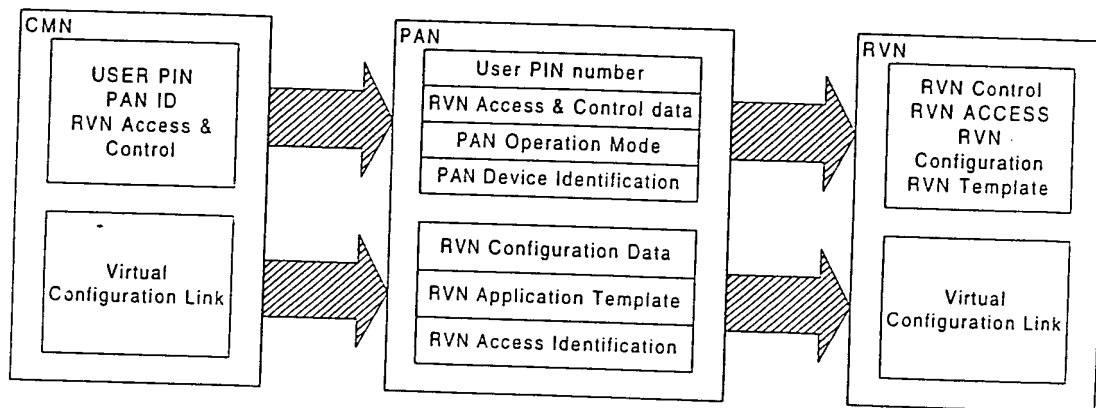 CMN
USER PIN
PAN ID
RVN Access &
Control
Virtual
Configuration Link
PAN
User PIN number
RVN Access & Control data
PAN Operation Mode
PAN Device Identification
RVN Configuration Data
RVN Application Template
RVN Access Identification
RVN
RVN Control
RVN ACCESS
RVN
Configuration
RVN Template
Virtual
Configuration Link